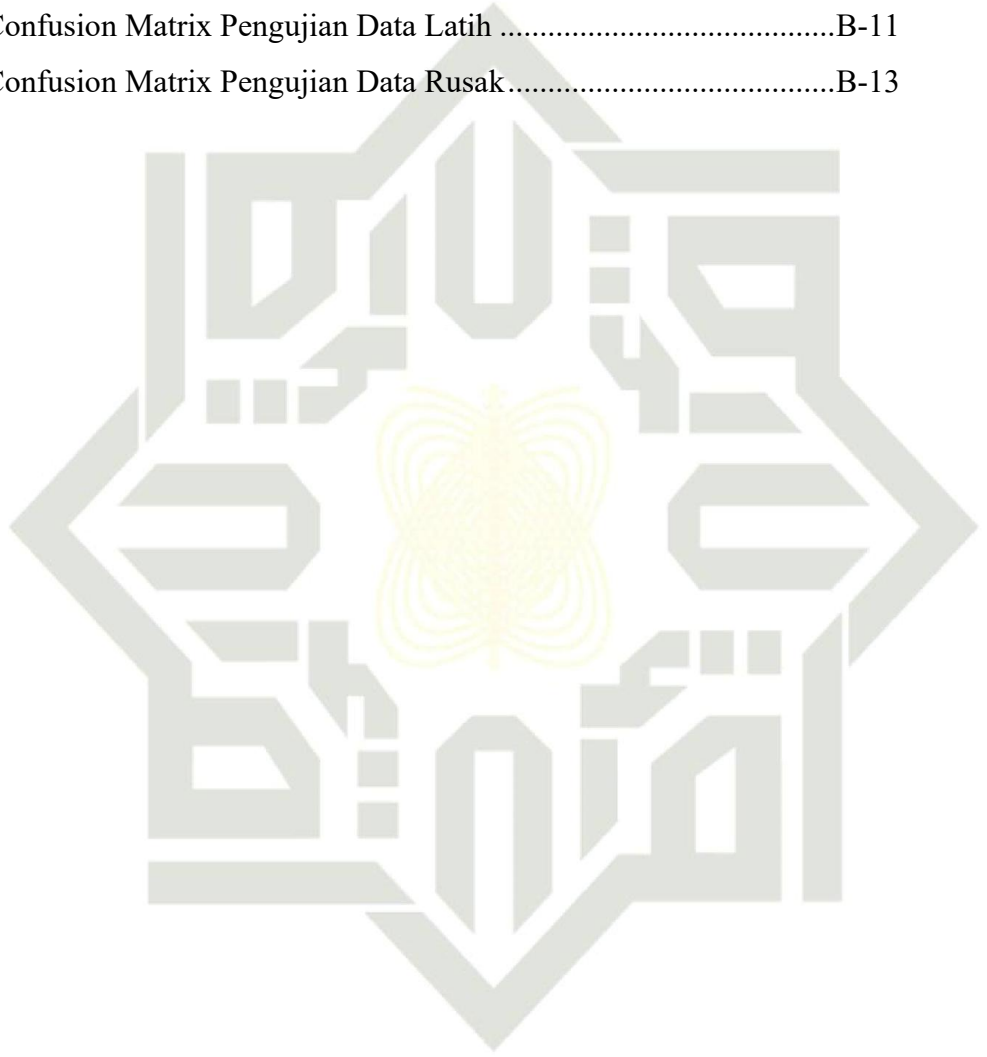 Confusion Matrix Pengujian Data Latih .......................................... B-11
Confusion Matrix Pengujian Data Rusak......................................... B-13